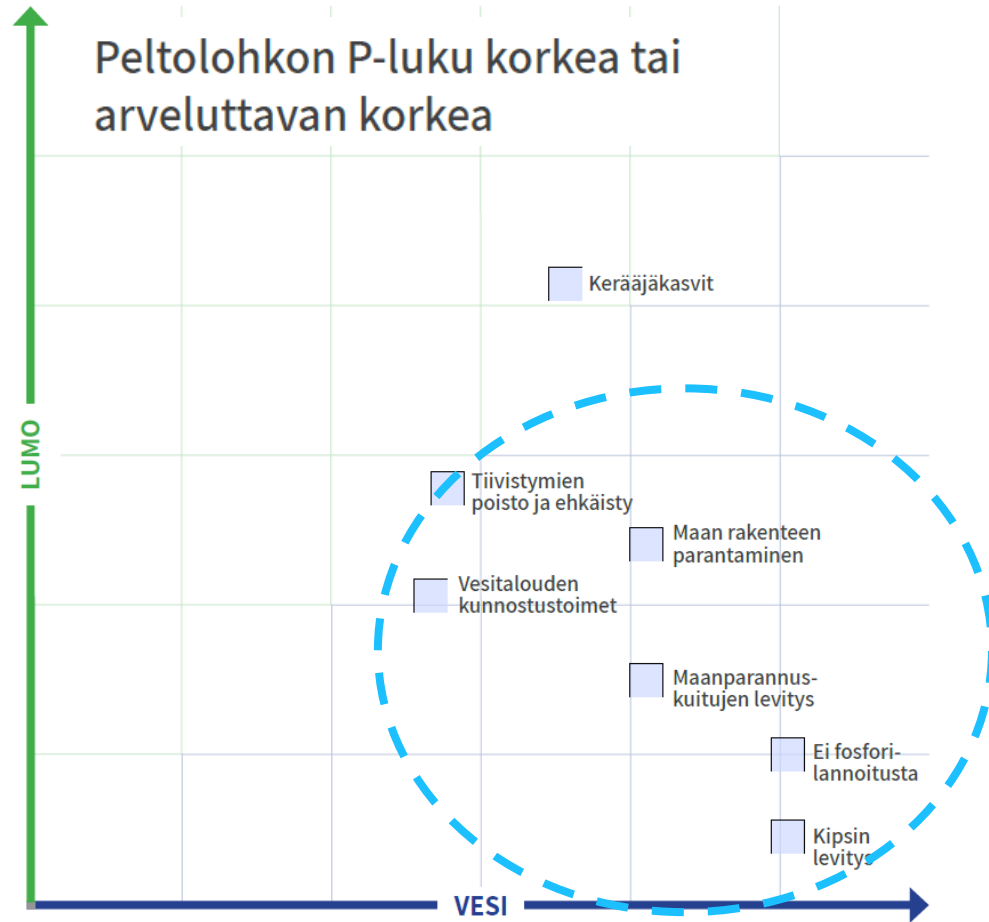 Peltolohkon P-luku korkea tai
arveluttavan korkea
Kerääjäkasvit
LUMO
Tiivistymien
poisto ja ehkäisty
Maan rakenteen
parantaminen
Vesitalouden
kunnostustoimet
Maanparannus-
kuitujen levitys
Ei fosfori-
lannoitusta
Kipsin
levitys
VESI